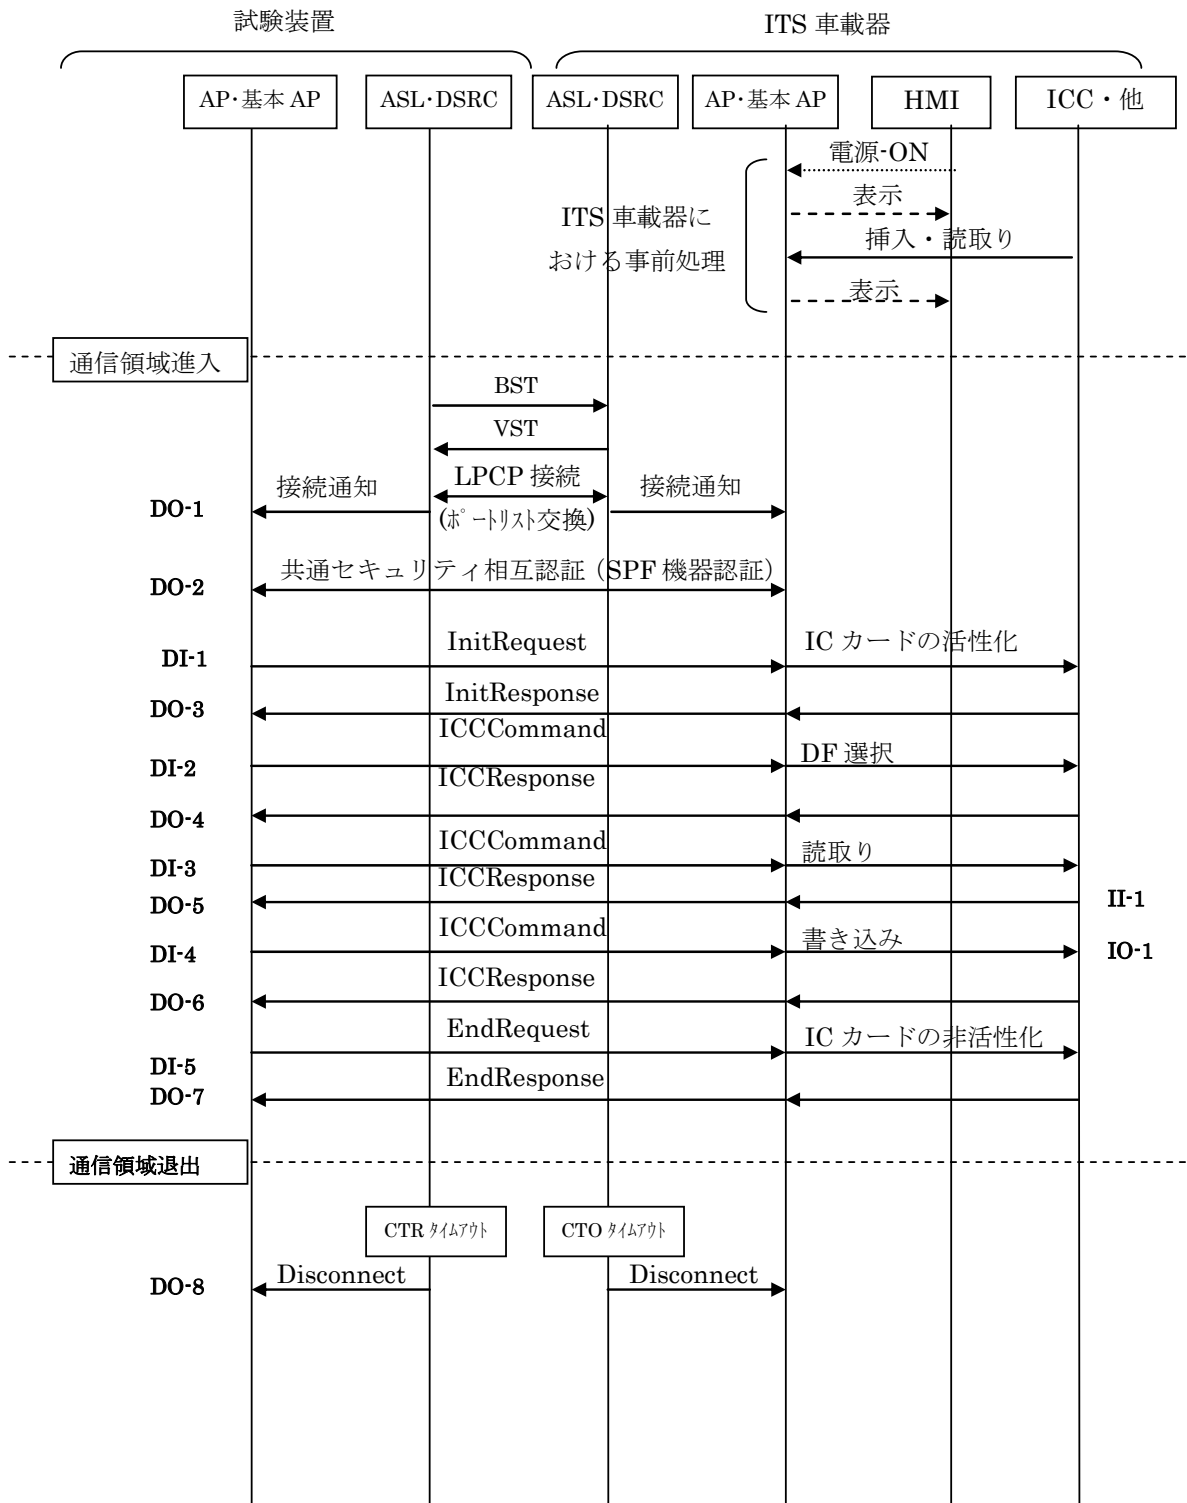 試験装置
ITS 車載器
AP･基本 AP
ASL･DSRC
ASL･DSRC
AP･基本 AP
HMI
ICC・他
電源-ON
表示
ITS 車載器に
おける事前処理
挿入・読取り
表示
通信領域進入
BST
VST
LPCP 接続
(ﾎﾟｰﾄﾘｽﾄ交換)
接続通知
接続通知
DO-1
共通セキュリティ相互認証（SPF 機器認証）
DO-2
InitRequest
IC カードの活性化
DI-1
InitResponse
DO-3
ICCCommand
DF 選択
DI-2
ICCResponse
DO-4
ICCCommand
読取り
DI-3
ICCResponse
DO-5
II-1
ICCCommand
書き込み
DI-4
IO-1
ICCResponse
DO-6
EndRequest
IC カードの非活性化
DI-5
EndResponse
DO-7
通信領域退出
CTR ﾀｲﾑｱｳﾄ
CTO ﾀｲﾑｱｳﾄ
Disconnect
Disconnect
DO-8